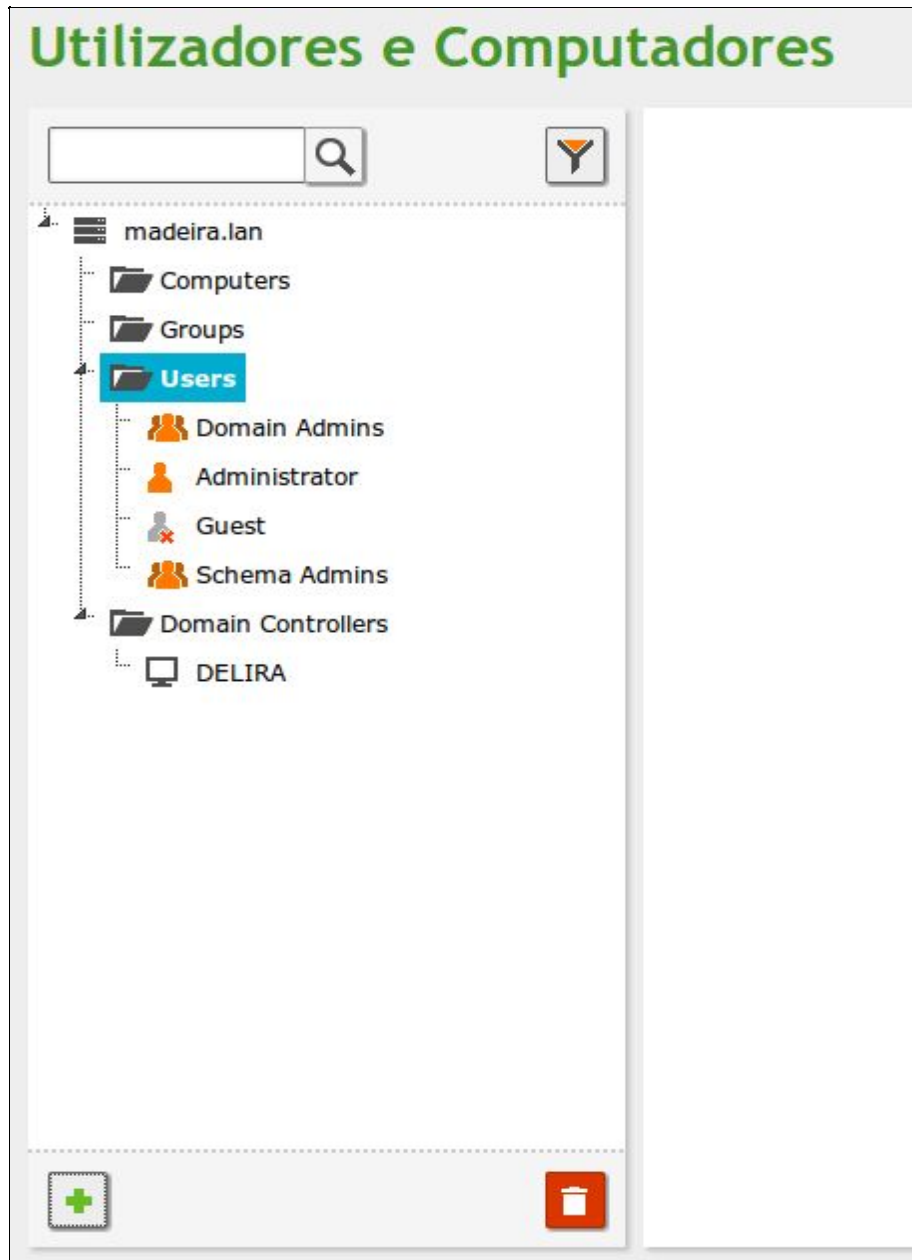 Utilizadores e Computadores
madeira.lan
Computers
Groups
Users
Domain Admins
Administrator
Guest
Schema Admins
Domain Controllers
DELIRA